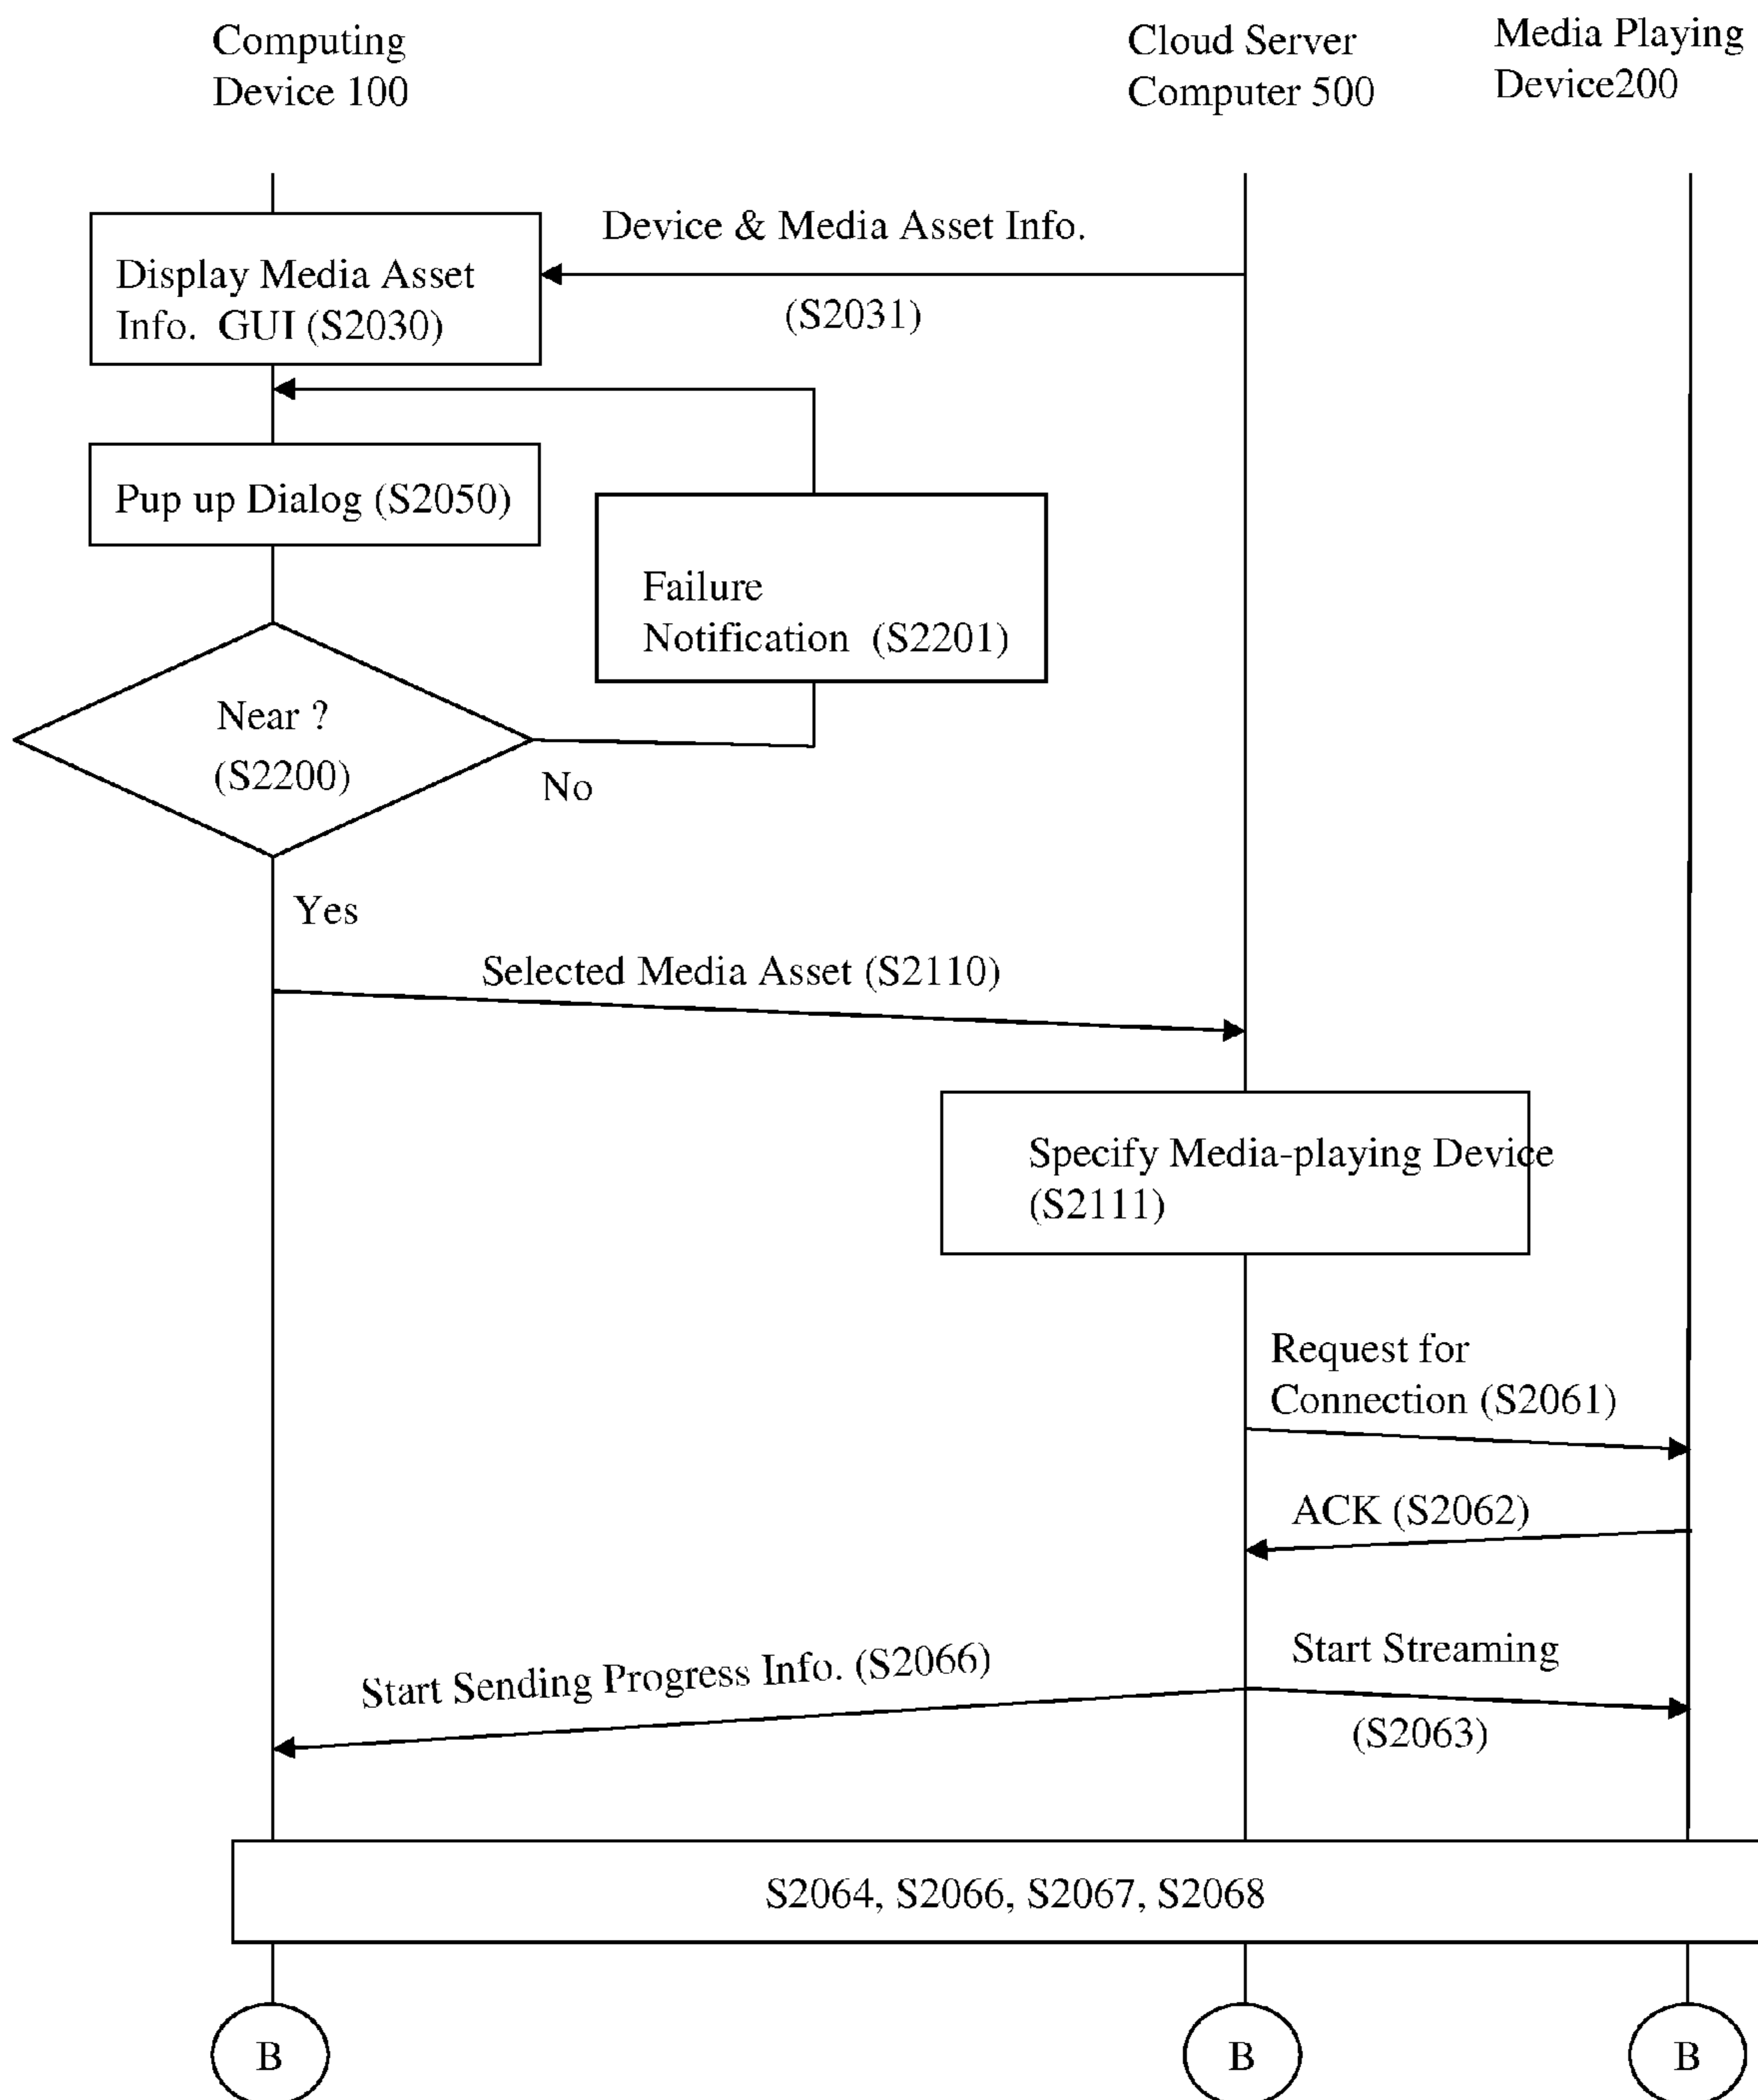 Computing
Device 100
Cloud Server
Computer 500
Media Playing
Device200
Device & Media Asset Info.
(S2031)
Display Media Asset
Info. GUI (S2030)
Pup up Dialog (S2050)
Failure
Notification (S2201)
Near ?
(S2200)
No
Yes
Selected Media Asset (S2110)
Specify Media-playing Device
(S2111)
Request for
Connection (S2061)
ACK (S2062)
Start Sending Progress Info. (S2066)
Start Streaming
(S2063)
S2064, S2066, S2067, S2068
B
B
B